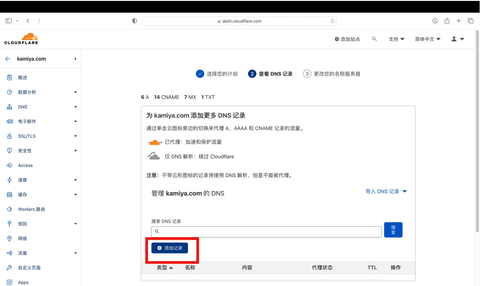 dash.cloudflare.com
CLOUDFLARE
添加站点
支持
简体中文
kamiya.com
选择您的计划
2 查看 DNS 记录
3 更改您的名称服务器
概述
数据分析
DNS
电子邮件
SSL/TLS
安全性
Access
速度
缓存
Workers 路由
规则
网络
流量
自定义页面
Apps
6 A 14 CNAME 7 MX 1 TXT
为 kamiya.com 添加更多 DNS 记录
通过单击云图标旁边的切换来代理 A、AAAA 和 CNAME 记录的流量。
已代理：加速和保护流量
仅 DNS 解析：绕过 Cloudflare
注意：不带云形图标的记录将使用 DNS 解析，但是不能被代理。
管理 kamiya.com 的 DNS
导入 DNS 记录
搜索 DNS 记录
搜索
添加记录
类型 名称 内容 代理状态 TTL 操作